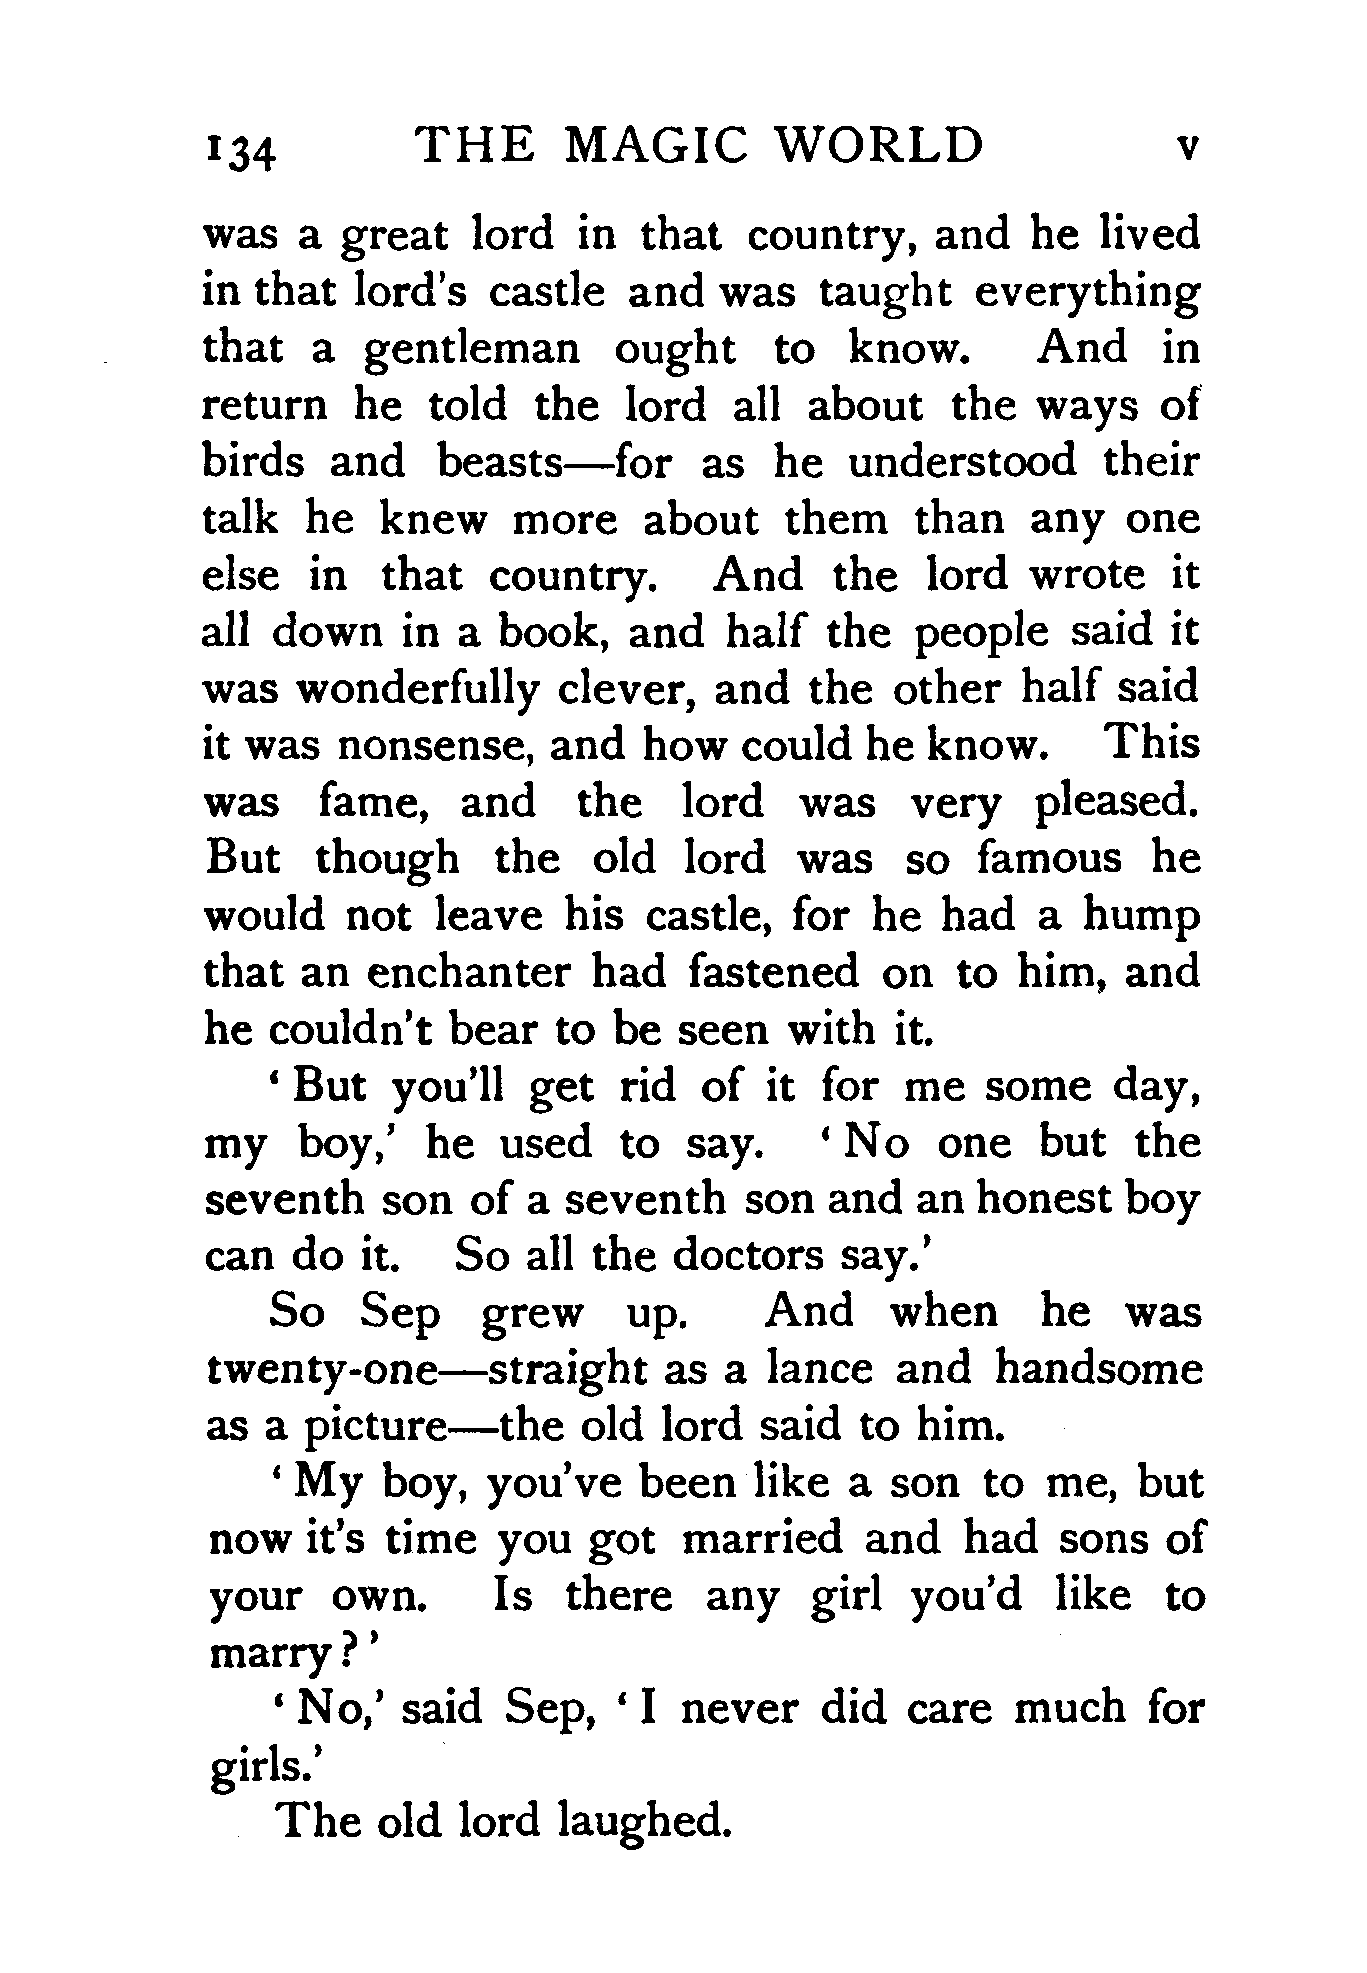 134 THE MAGIC WORLD v
was a great lord in that country, and he lived
in that lord's castle and was taught everything
that a gentleman ought to know. And in
return he told the lord all about the ways of
birds and beasts—for as he understood their
talk he knew more about them than any one
else in that country. And the lord wrote it
all down in a book, and half the people said it
was wonderfully clever, and the other half said
it was nonsense, and how could he know. This
was fame, and the lord was very pleased.
But though the old lord was so famous he
would not leave his castle, for he had a hump
that an enchanter had fastened on to him, and
he couldn't bear to be seen with it.
‘But you'll get rid of it for me some day,
my boy,’ he used to say. ‘No one but the
seventh son of a seventh son and an honest boy
can do it. So all the doctors say.’
So Sep grew up. And when he was
twenty-one—straight as a lance and handsome
as a picture—the old lord said to him.
‘My boy, you've been like a son to me, but
now it's time you got married and had sons of
your own. Is there any girl you'd like to
marry?’
‘No,’ said Sep, ‘I never did care much for
girls.’
The old lord laughed.